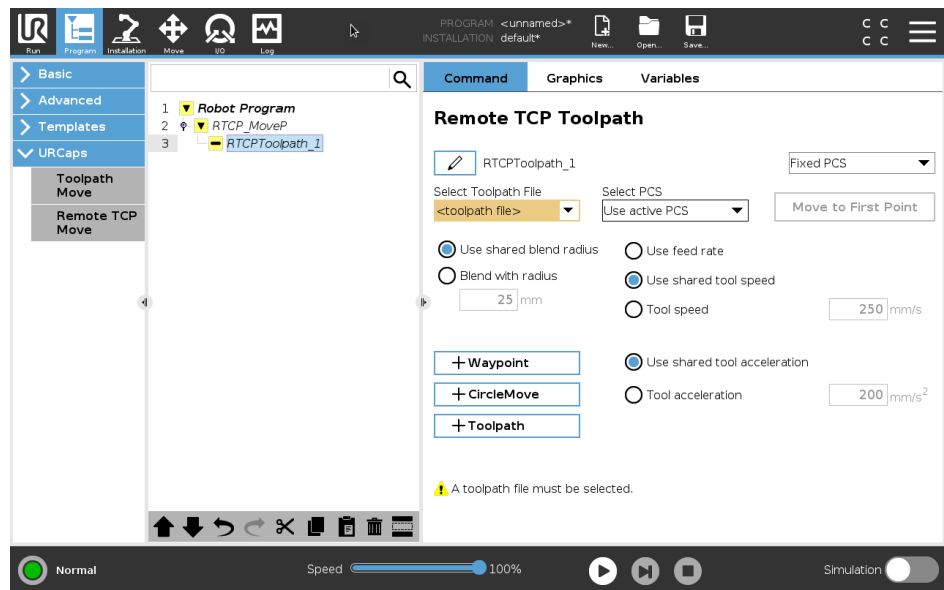 PROGRAM <unnamed>*
INSTALLATION default*
UR
Run
Program
Installation
Move
I/O
Log
New...
Open...
Save...
C C
C C
Basic
Advanced
Templates
URCaps
Toolpath
Move
Remote TCP
Move
1 Robot Program
2 RTCP_MoveP
3 RTCPToolpath_1
Command Graphics Variables
Remote TCP Toolpath
RTCPToolpath_1 Fixed PCS
Select Toolpath File Select PCS
<toolpath file> Use active PCS Move to First Point
Use shared blend radius Use feed rate
Blend with radius Use shared tool speed
25 mm Tool speed 250 mm/s
+ Waypoint Use shared tool acceleration
+ CircleMove Tool acceleration 200 mm/s²
+ Toolpath
A toolpath file must be selected.
Normal Speed 100% Simulation